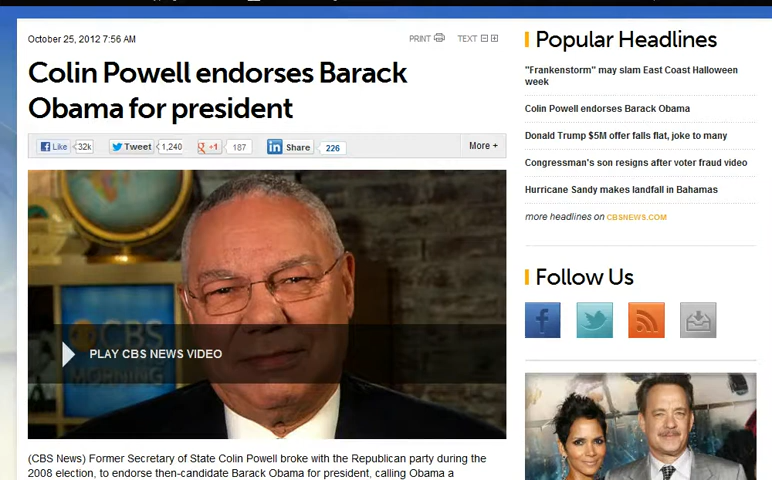 October 25, 2012 7:56 AM
PRINT TEXT
Colin Powell endorses Barack
Obama for president
Like 32k Tweet 1,240 +1 187 Share 226 More +
CBS
MORNING
PLAY CBS NEWS VIDEO
(CBS News) Former Secretary of State Colin Powell broke with the Republican party during the
2008 election, to endorse then-candidate Barack Obama for president, calling Obama a
Popular Headlines
"Frankenstorm" may slam East Coast Halloween
week
Colin Powell endorses Barack Obama
Donald Trump $5M offer falls flat, joke to many
Congressman's son resigns after voter fraud video
Hurricane Sandy makes landfall in Bahamas
more headlines on CBSNEWS.COM
Follow Us